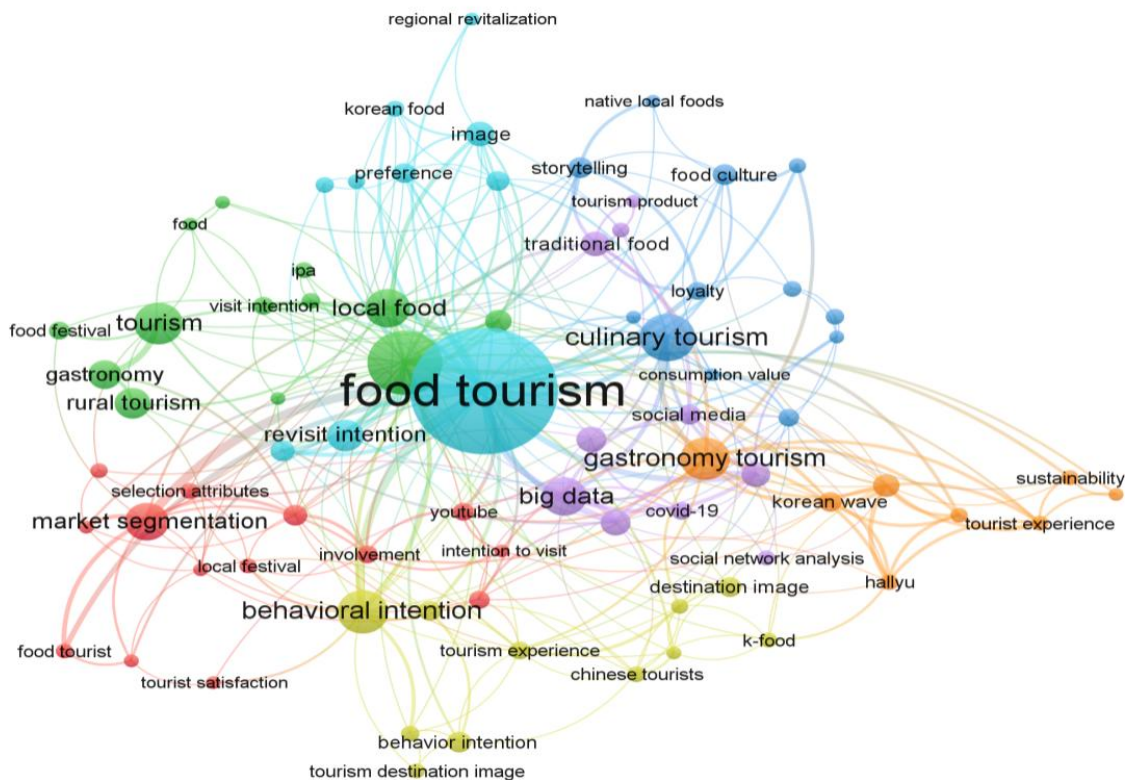 regional revitalization
native local foods
korean food
image
storytelling
preference
food culture
tourism product
food
traditional food
ipa
loyalty
visit intention
local food
tourism
food festival
culinary tourism
gastronomy
consumption value
food tourism
rural tourism
social media
revisit intention
gastronomy tourism
sustainability
selection attributes
big data
korean wave
market segmentation
youtube
covid-19
tourist experience
involvement
intention to visit
local festival
social network analysis
hallyu
destination image
behavioral intention
k-food
food tourist
tourism experience
chinese tourists
tourist satisfaction
behavior intention
tourism destination image